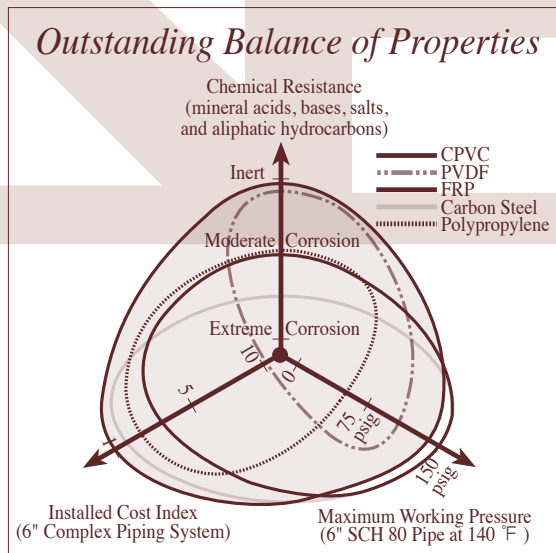 Outstanding Balance of Properties
Chemical Resistance
(mineral acids, bases, salts,
and aliphatic hydrocarbons)
CPVC
PVDF
FRP
Carbon Steel
Polypropylene
Inert
Moderate Corrosion
Extreme Corrosion
10
0
5
75
psig
1
150
psig
Installed Cost Index
(6" Complex Piping System)
Maximum Working Pressure
(6" SCH 80 Pipe at 140 °F )